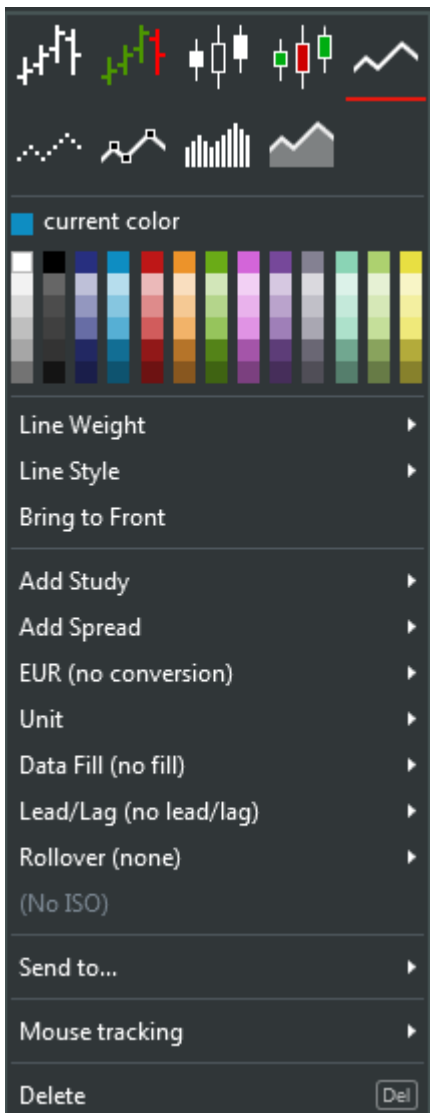 current color
Line Weight
Line Style
Bring to Front
Add Study
Add Spread
EUR (no conversion)
Unit
Data Fill (no fill)
Lead/Lag (no lead/lag)
Rollover (none)
(No ISO)
Send to...
Mouse tracking
Delete Del